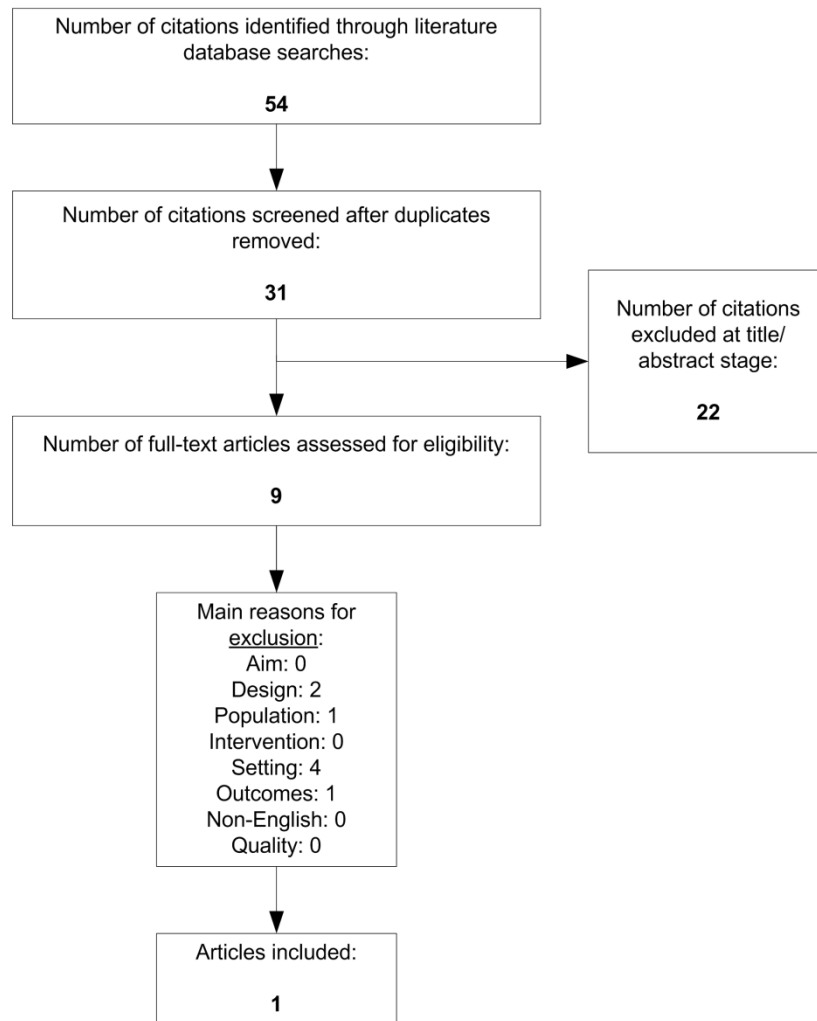 Number of citations identified through literature
database searches:
54
Number of citations screened after duplicates
removed:
31
Number of citations
excluded at title/
abstract stage:
22
Number of full-text articles assessed for eligibility:
9
Main reasons for
exclusion:
Aim: 0
Design: 2
Population: 1
Intervention: 0
Setting: 4
Outcomes: 1
Non-English: 0
Quality: 0
Articles included:
1